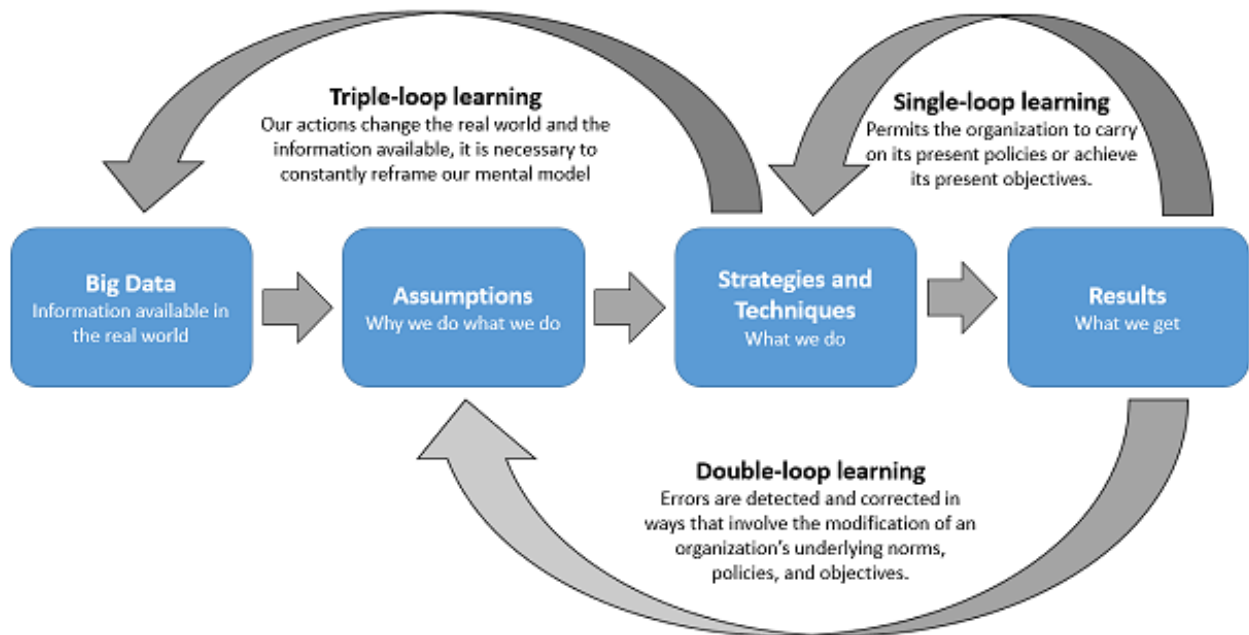 Triple-loop learning
Our actions change the real world and the
information available, it is necessary to
constantly reframe our mental model
Single-loop learning
Permits the organization to carry
on its present policies or achieve
its present objectives.
Big Data
Information available in
the real world
Assumptions
Why we do what we do
Strategies and
Techniques
What we do
Results
What we get
Double-loop learning
Errors are detected and corrected in
ways that involve the modification of an
organization's underlying norms,
policies, and objectives.